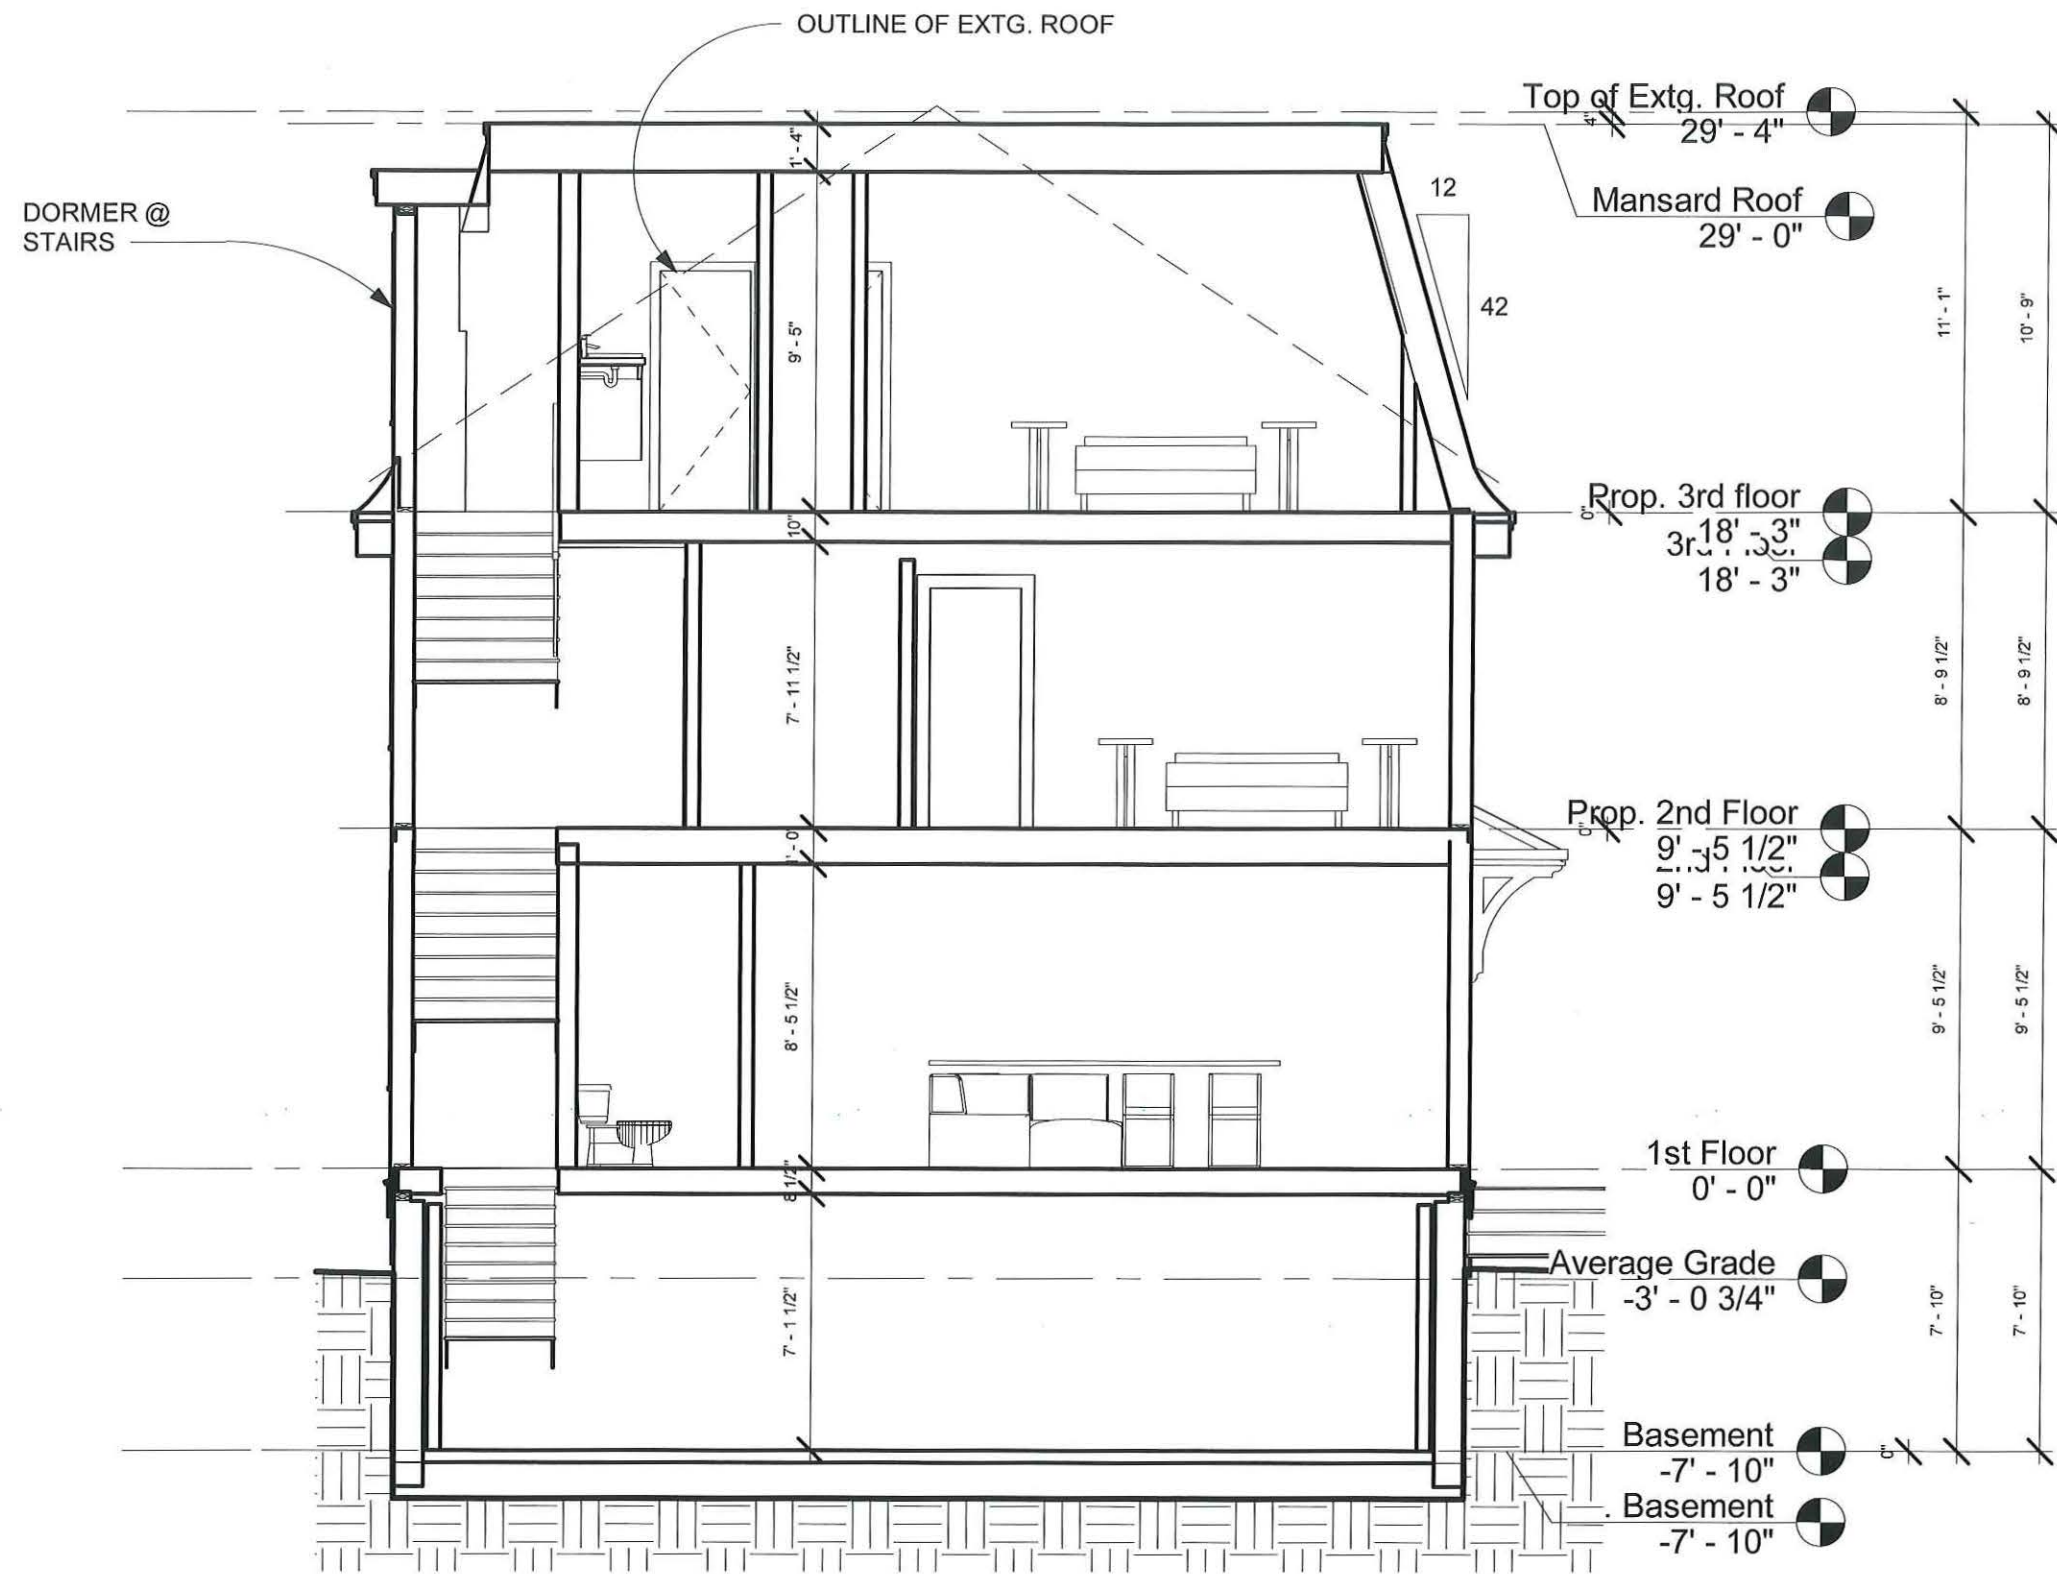 OUTLINE OF EXTG. ROOF
Top of Extg. Roof
29' - 4"
4"
1' - 4"
Mansard Roof
29' - 0"
12
42
DORMER @
STAIRS
9' - 5"
11' - 1"
10' - 9"
Prop. 3rd floor
18' - 3"
0"
18' - 3"
10"
7' - 11 1/2"
8' - 9 1/2"
8' - 9 1/2"
Prop. 2nd Floor
9' - 5 1/2"
0"
9' - 5 1/2"
1' - 0"
8' - 5 1/2"
9' - 5 1/2"
9' - 5 1/2"
1st Floor
0' - 0"
8 1/2"
Average Grade
-3' - 0 3/4"
7' - 1 1/2"
7' - 10"
7' - 10"
Basement
-7' - 10"
0"
. Basement
-7' - 10"